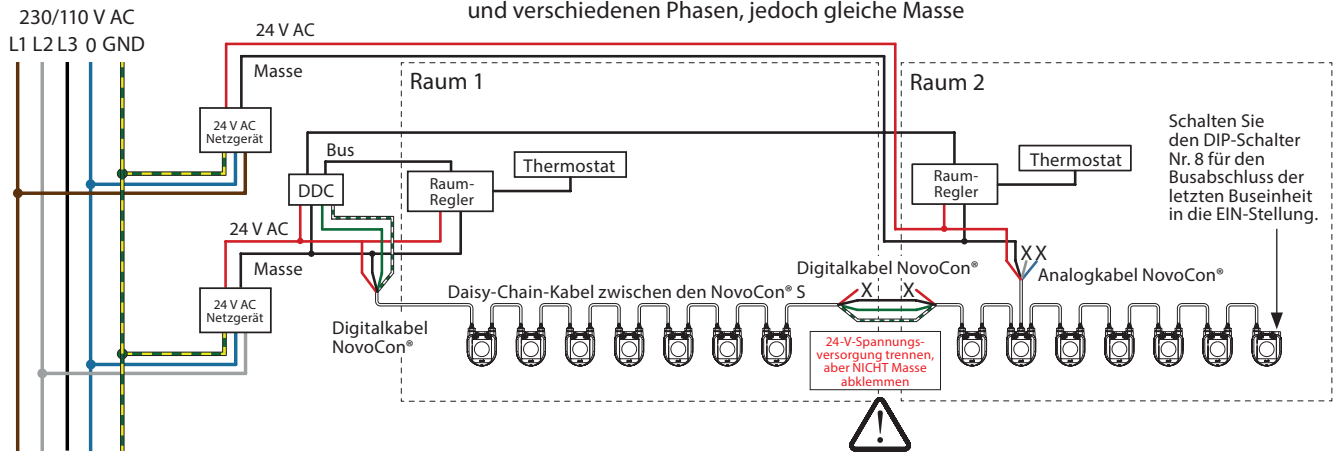 und verschiedenen Phasen, jedoch gleiche Masse
230/110 V AC
L1 L2 L3 0 GND
24 V AC
Masse
24 V AC
Netzgerät
Raum 1
Raum 2
Bus
DDC
Raum-
Regler
Thermostat
Raum-
Regler
Thermostat
Schalten Sie
den DIP-Schalter
Nr. 8 für den
Busabschluss der
letzten Buseinheit
in die EIN-Stellung.
24 V AC
Masse
24 V AC
Netzgerät
Digitalkabel
NovoCon®
Daisy-Chain-Kabel zwischen den NovoCon® S
Digitalkabel NovoCon®
X X
X X
Analogkabel NovoCon®
24-V-Spannungs-
versorgung trennen,
aber NICHT Masse
abklemmen
!